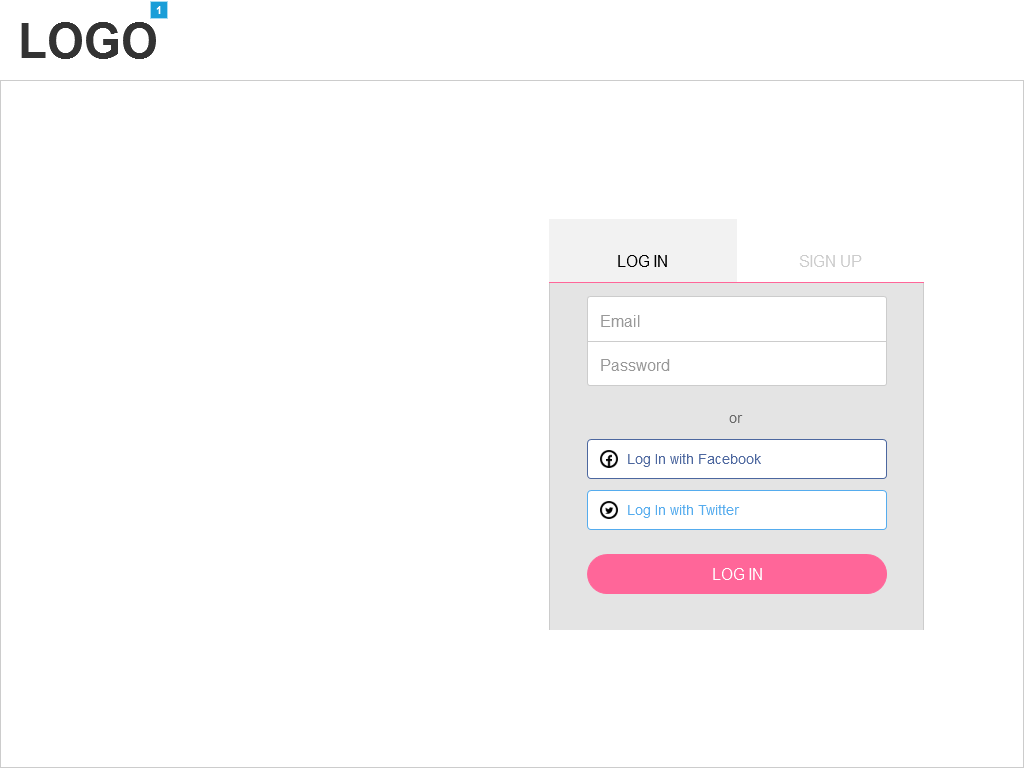 1
LOGO
LOG IN
SIGN UP
Email
Password
or
Log In with Facebook
Log In with Twitter
LOG IN